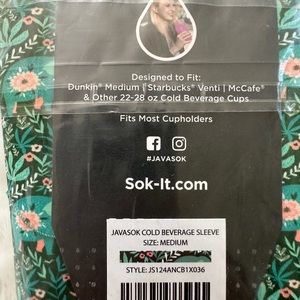 Designed to Fit:
Dunkin® Medium | Starbucks® Venti | McCafé®
& Other 22-28 oz Cold Beverage Cups
Fits Most Cupholders
#JAVASOK
Sok-It.com
JAVASOK COLD BEVERAGE SLEEVE
SIZE: MEDIUM
STYLE: JS124ANCB1X036